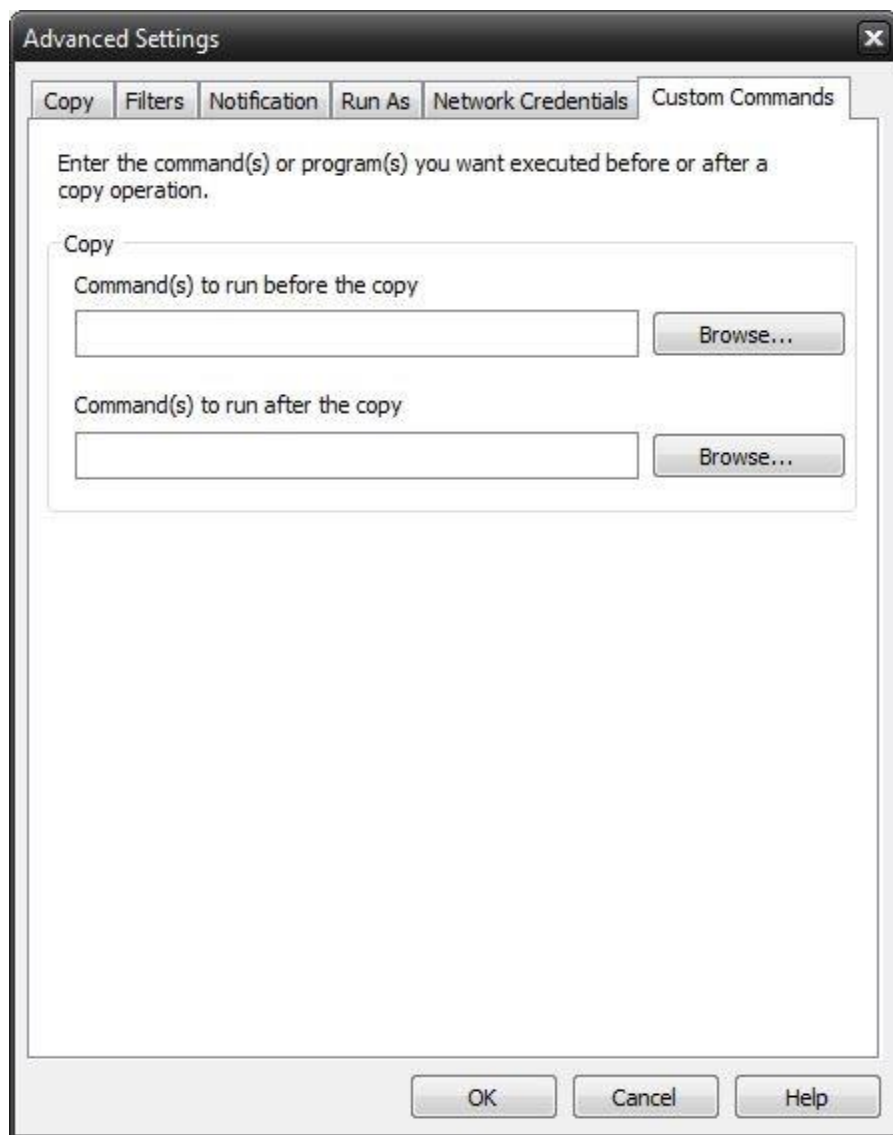 Advanced Settings
Copy Filters Notification Run As Network Credentials Custom Commands
Enter the command(s) or program(s) you want executed before or after a
copy operation.
Copy
Command(s) to run before the copy
Browse...
Command(s) to run after the copy
Browse...
OK Cancel Help